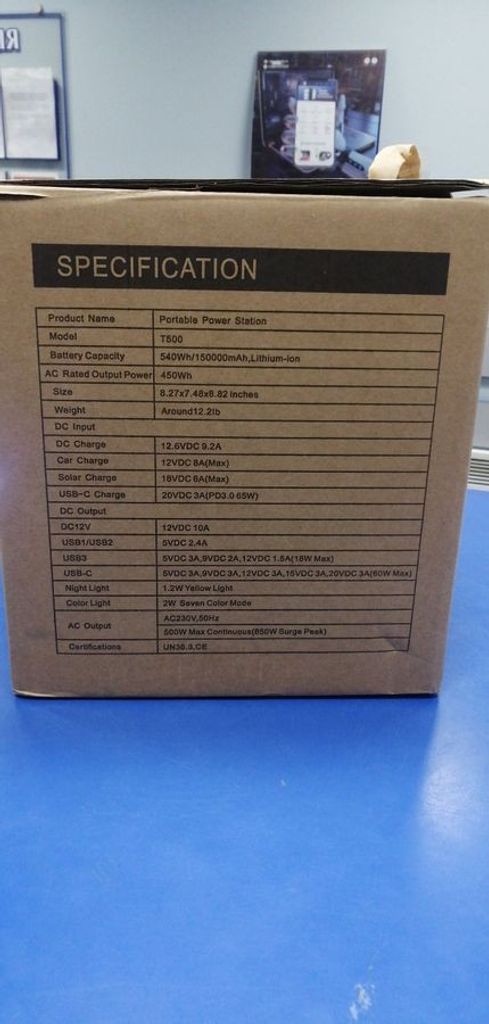 SPECIFICATION
Product Name Portable Power Station
Model T500
Battery Capacity 540Wh/150000mAh,Lithium-ion
AC Rated Output Power 450Wh
Size 8.27x7.48x6.82 Inches
Weight Around12.2lb
DC Input
DC Charge 12.6VDC 9.2A
Car Charge 12VDC 8A(Max)
Solar Charge 18VDC 6A(Max)
USB-C Charge 20VDC 3A(PD3.0 65W)
DC Output
DC12V 12VDC 10A
USB1/USB2 5VDC 2.4A
USB3 5VDC 3A,9VDC 2A,12VDC 1.5A(18W Max)
USB-C 5VDC 3A,9VDC 3A,12VDC 3A,15VDC 3A,20VDC 3A(60W Max)
Night Light 1.2W Yellow Light
Color Light 2W Seven Color Mode
AC Output AC230V,50Hz
500W Max Continuous(850W Surge Peak)
Certifications UN38.3,CE